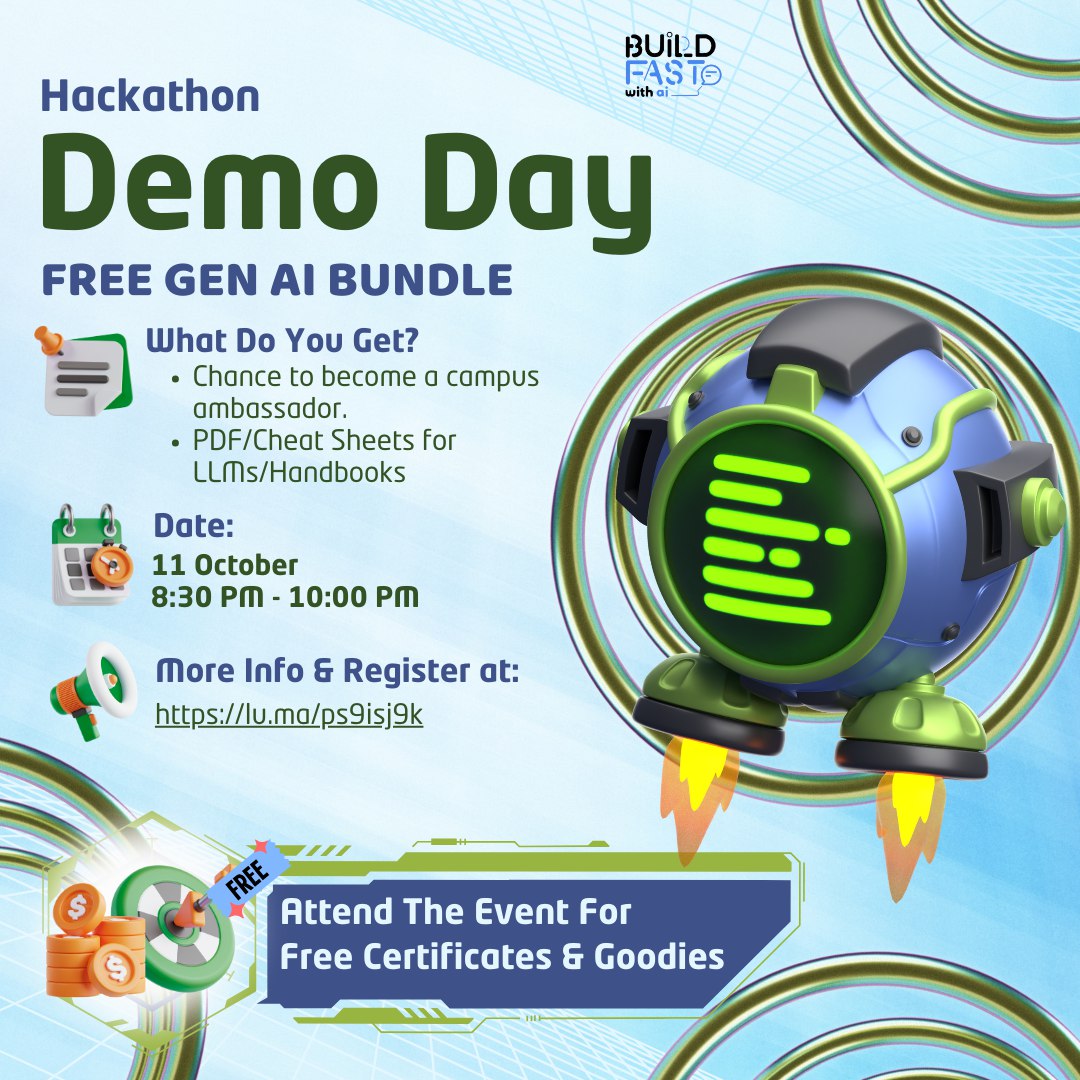 BUILD
FAST
with ai
Hackathon
Demo Day
FREE GEN AI BUNDLE
What Do You Get?
• Chance to become a campus
ambassador.
• PDF/Cheat Sheets for
LLMs/Handbooks
Date:
11 October
8:30 PM - 10:00 PM
More Info & Register at:
https://lu.ma/ps9isj9k
FREE
Attend The Event For
Free Certificates & Goodies